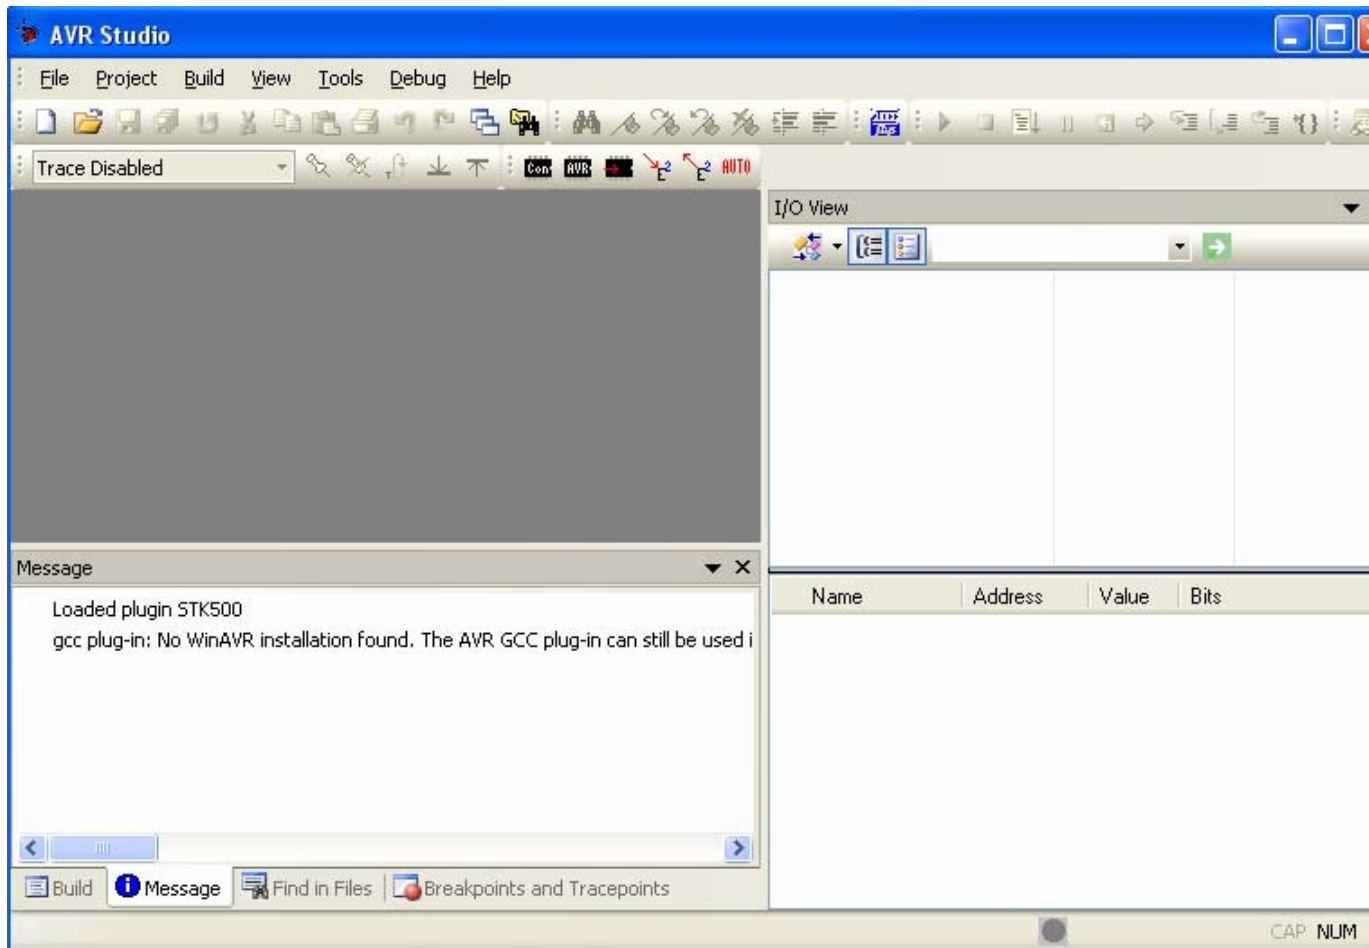 AVR Studio
File Project Build View Tools Debug Help
Trace Disabled
Con AVR AUTO
I/O View
Message
Loaded plugin STK500
gcc plug-in: No WinAVR installation found. The AVR GCC plug-in can still be used i
Name Address Value Bits
Build Message Find in Files Breakpoints and Tracepoints
CAP NUM